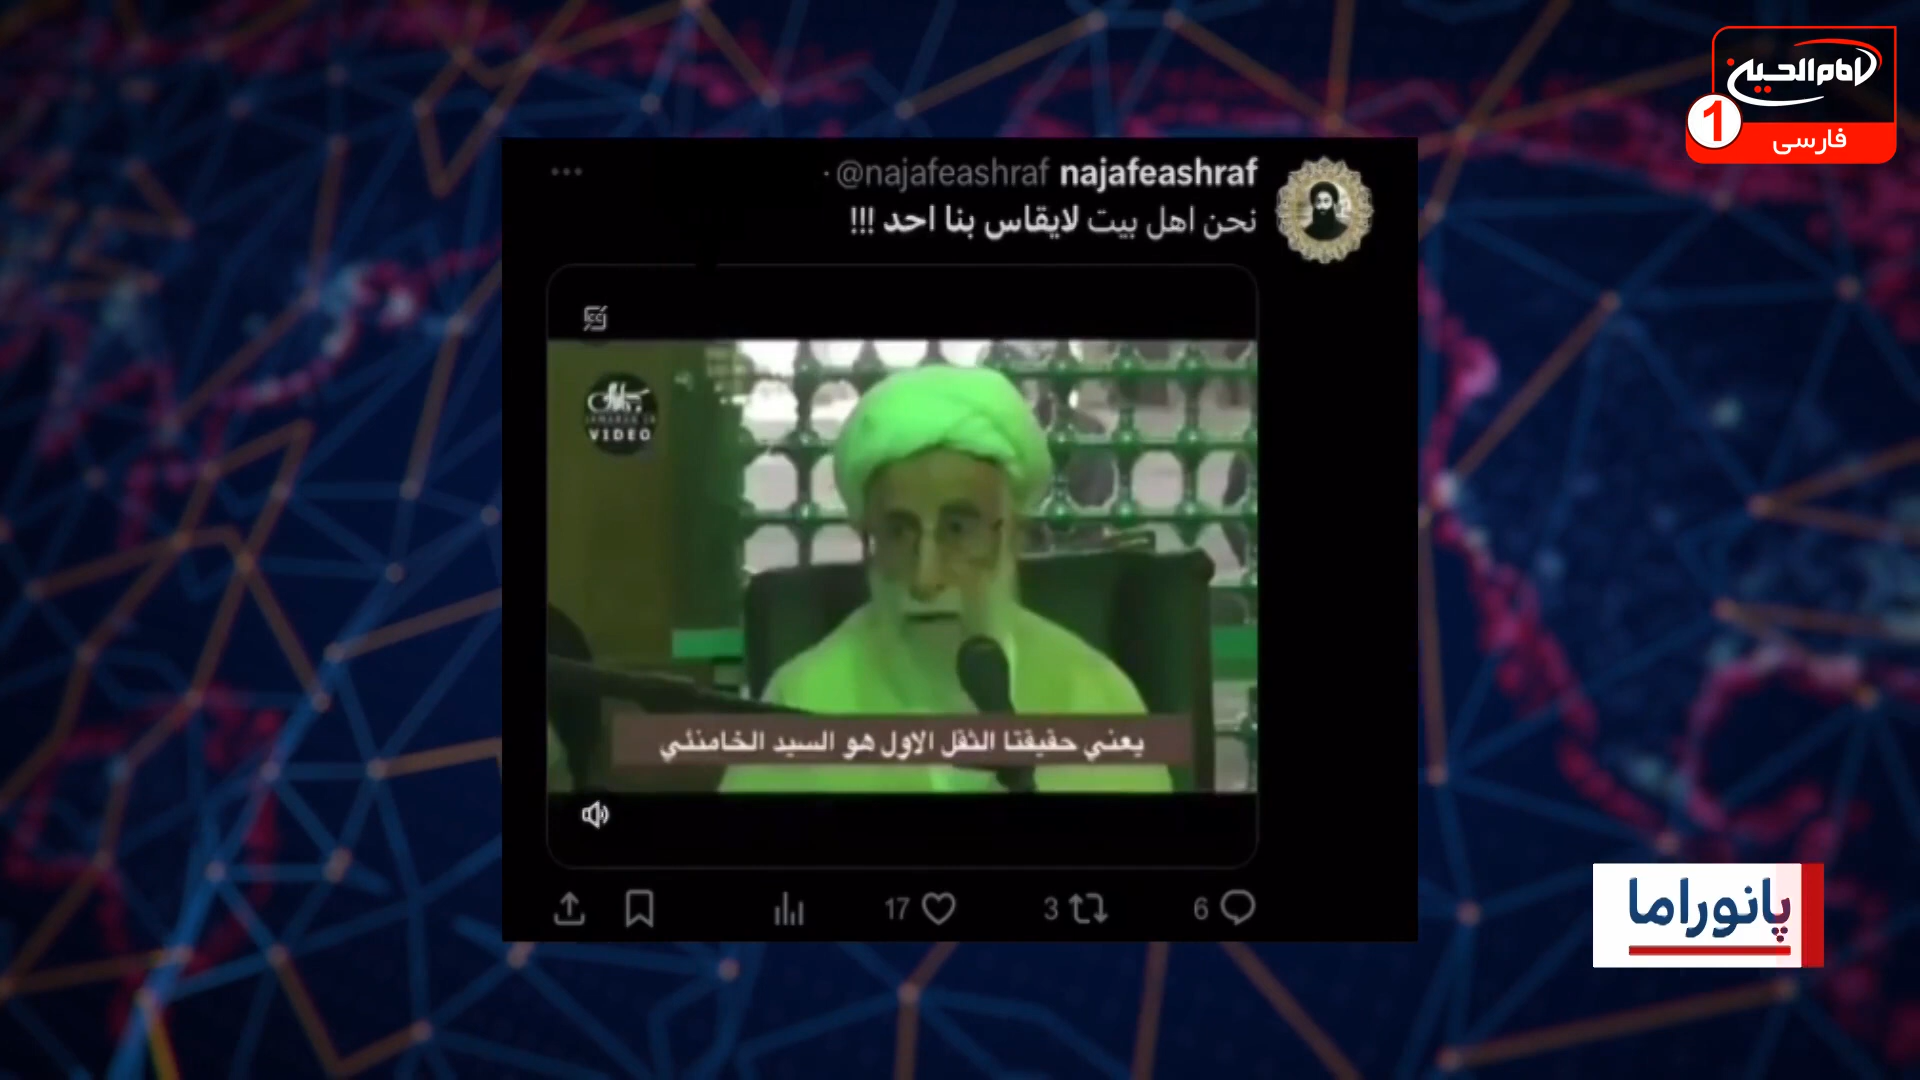 امام الحسین
1
فارسی
najafeashraf @najafeashraf ·
نحن اهل بيت لايقاس بنا احد !!!
VIDEO
يعني حقيقتا الثقل الاول هو السيد الخامنئي
6 3 17
پانوراما